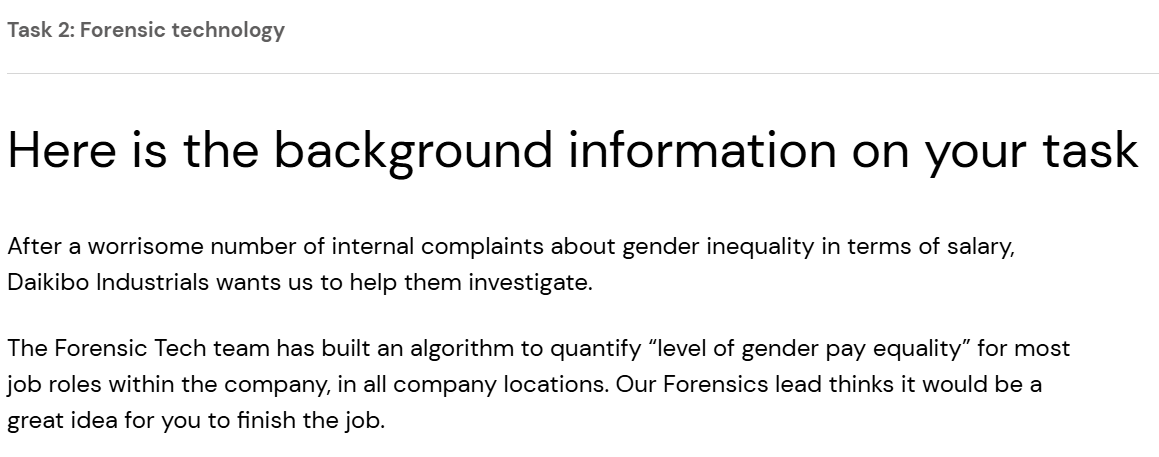 Task 2: Forensic technology
Here is the background information on your task
After a worrisome number of internal complaints about gender inequality in terms of salary,
Daikibo Industrials wants us to help them investigate.
The Forensic Tech team has built an algorithm to quantify “level of gender pay equality” for most
job roles within the company, in all company locations. Our Forensics lead thinks it would be a
great idea for you to finish the job.